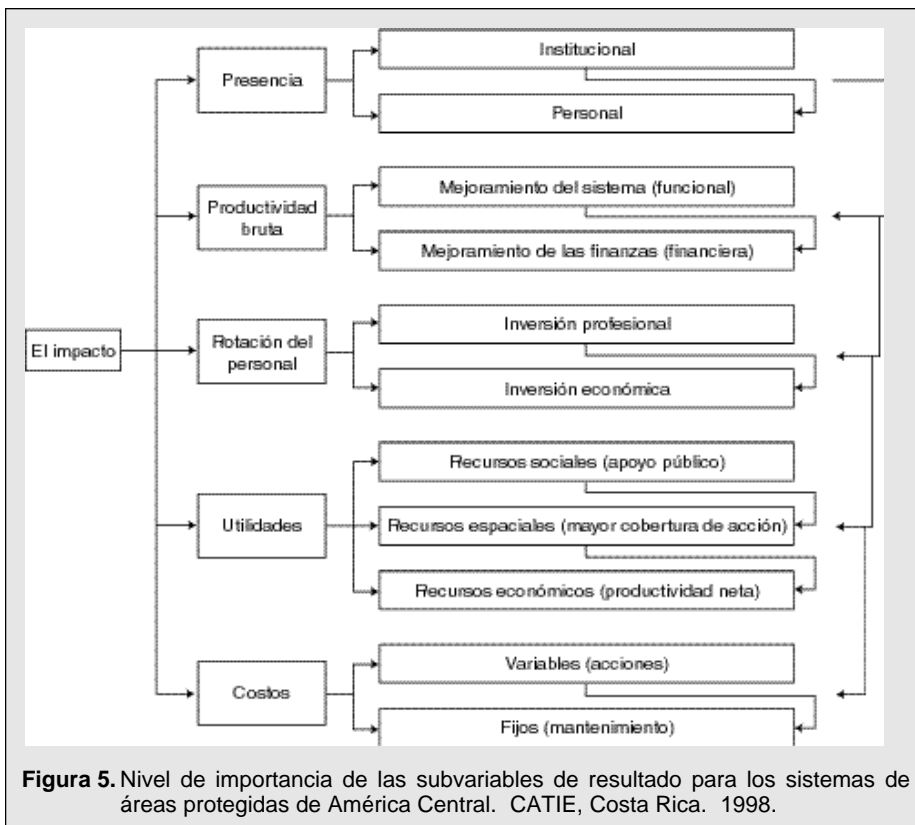 Institucional
Presencia
Personal
Mejoramiento del sistema (funcional)
Productividad
bruta
Mejoramiento de las finanzas (financiera)
Inversión profesional
El impacto
Rotación del
personal
Inversión económica
Recursos sociales (apoyo público)
Utilidades
Recursos espaciales (mayor cobertura de acción)
Recursos económicos (productividad neta)
Variables (acciones)
Costos
Fijos (mantenimiento)
Figura 5. Nivel de importancia de las subvariables de resultado para los sistemas de
áreas protegidas de América Central. CATIE, Costa Rica. 1998.